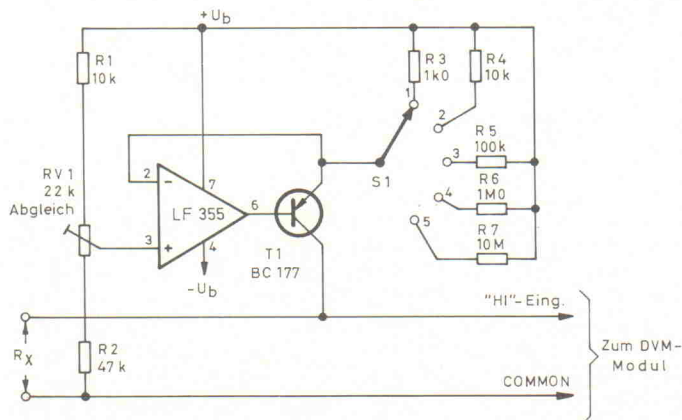 +Ub
R1
10k
R3
1k0
R4
10k
1
2
R5
100k
3
S1
R6
1M0
4
R7
10M
5
RV 1
22k
Abgleich
2
-
7
LF 355
6
3
+
4
-Ub
T1
BC 177
"HI"-Eing.
RX
R2
47k
COMMON
Zum DVM-
Modul